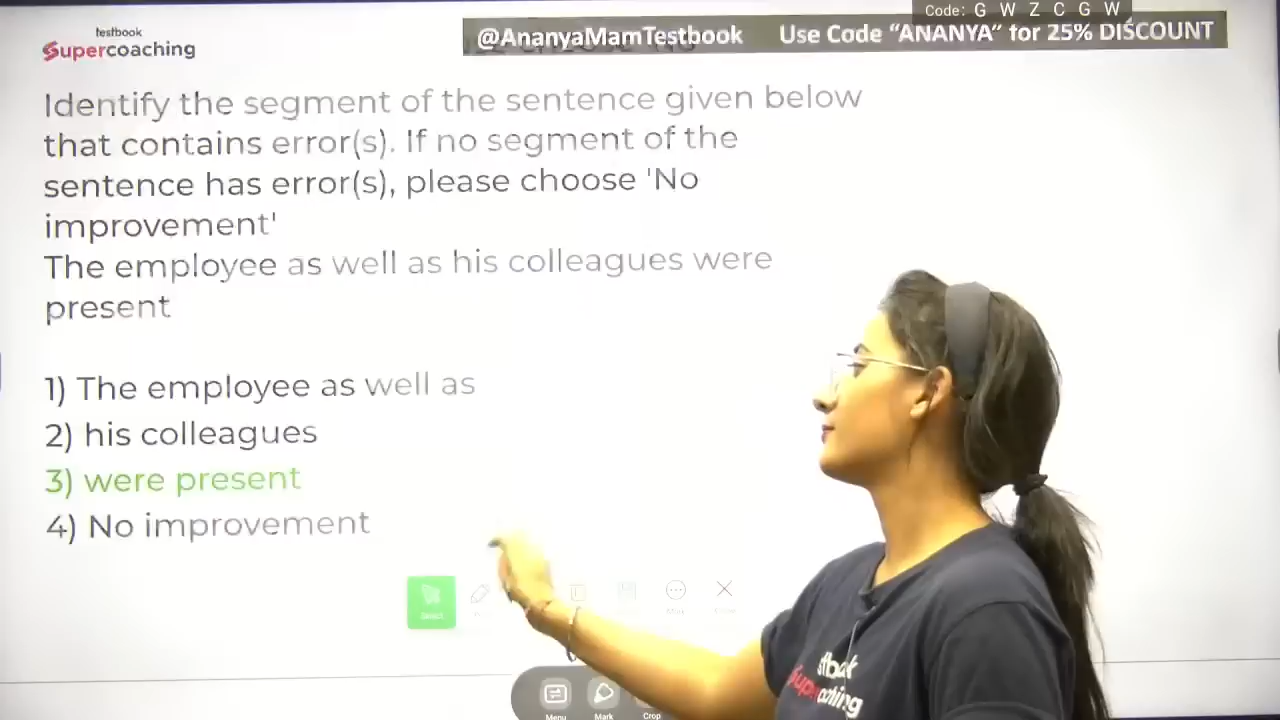 Code: G W Z C G W
testbook
Supercoaching
@AnanyaMamTestbook Use Code “ANANYA” for 25% DISCOUNT
Identify the segment of the sentence given below
that contains error(s). If no segment of the
sentence has error(s), please choose 'No
improvement'
The employee as well as his colleagues were
present
1) The employee as well as
2) his colleagues
3) were present
4) No improvement
Select
Menu
Mark
Crop